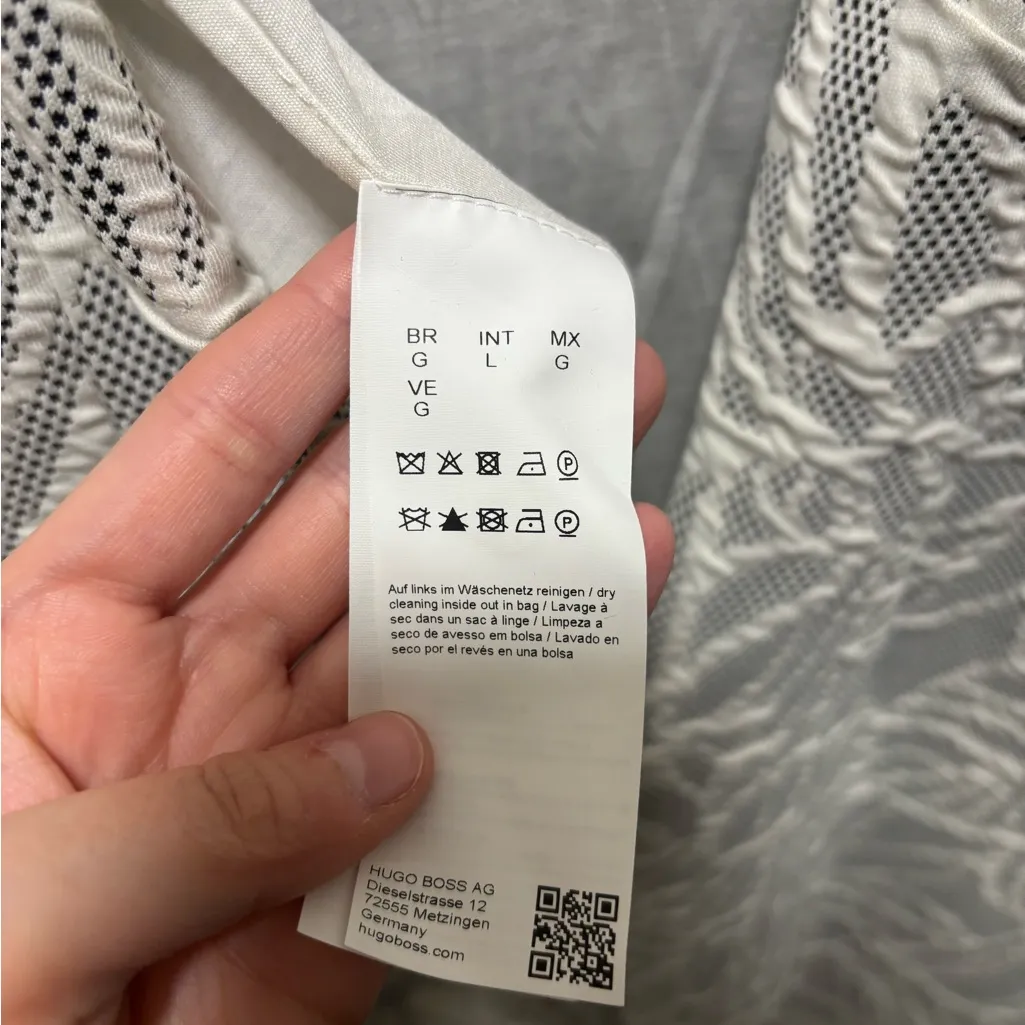 BR INT MX
G L G
VE
G
P
P
Auf links im Wäschenetz reinigen / dry
cleaning inside out in bag / Lavage à
sec dans un sac à linge / Limpeza a
seco de avesso em bolsa / Lavado en
seco por el revés en una bolsa
HUGO BOSS AG
Dieselstrasse 12
72555 Metzingen
Germany
hugoboss.com